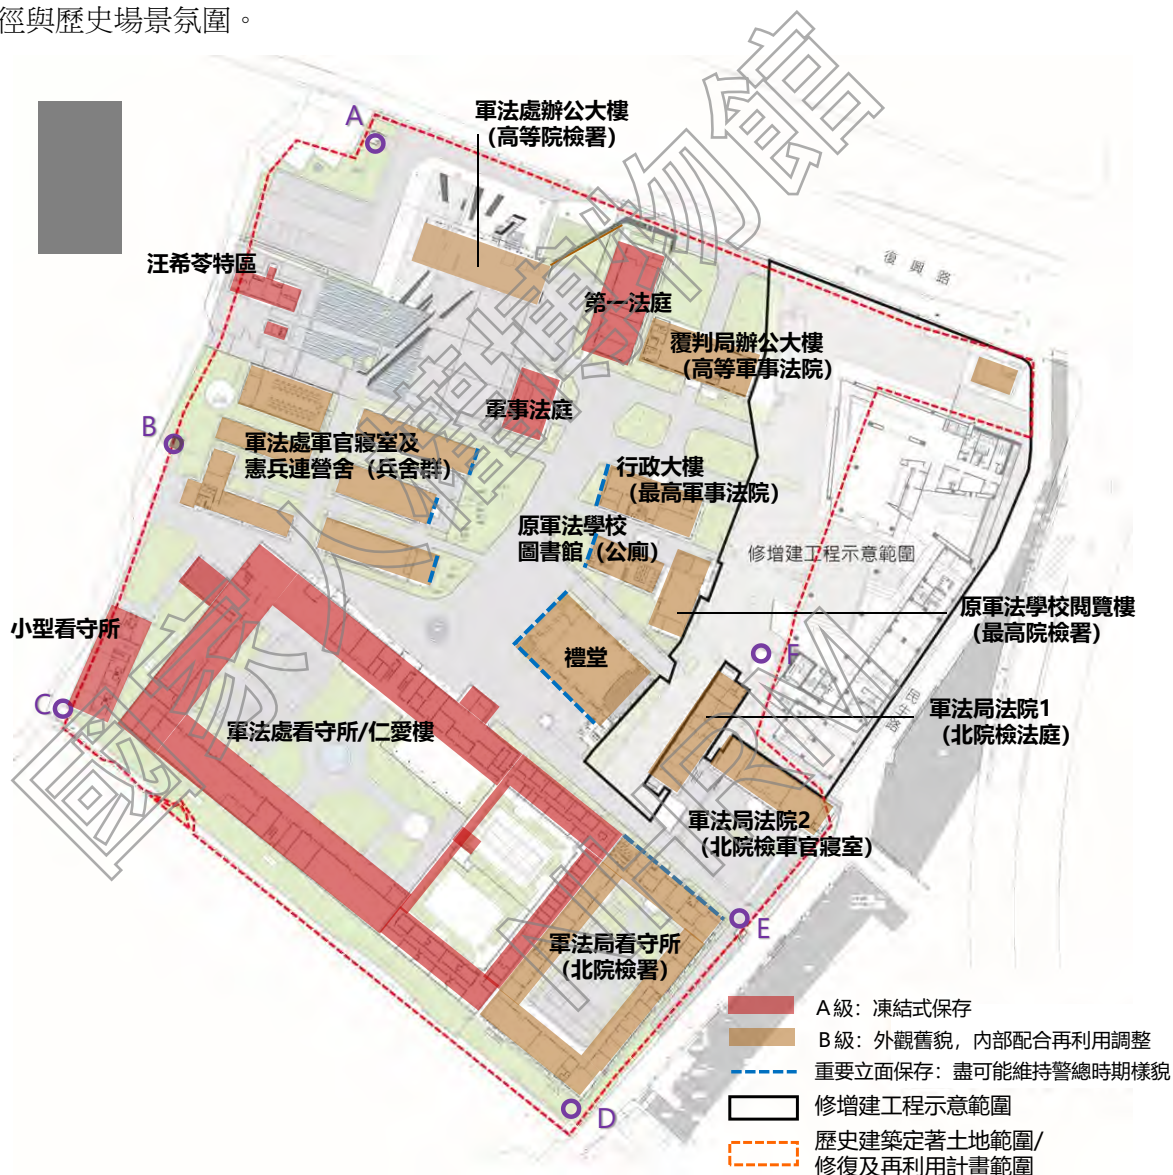 徑與歷史場景氛圍。
A
軍法處辦公大樓
(高等院檢署)
復興路
汪希苓特區
第一法庭
覆判局辦公大樓
(高等軍事法院)
軍事法庭
B
軍法處軍官寢室及
憲兵連營舍 (兵舍群)
行政大樓
(最高軍事法院)
原軍法學校
圖書館 (公廁)
修增建工程示意範圍
原軍法學校閱覽樓
(最高院檢署)
小型看守所
禮堂
F
C
民生路
軍法局法院1
(北院檢法庭)
軍法處看守所/仁愛樓
軍法局法院2
(北院檢軍官寢室)
E
軍法局看守所
(北院檢署)
D
A級：凍結式保存
B級：外觀舊貌，內部配合再利用調整
重要立面保存：盡可能維持警總時期樣貌
修增建工程示意範圍
歷史建築定著土地範圍/
修復及再利用計畫範圍
國家人權博物館